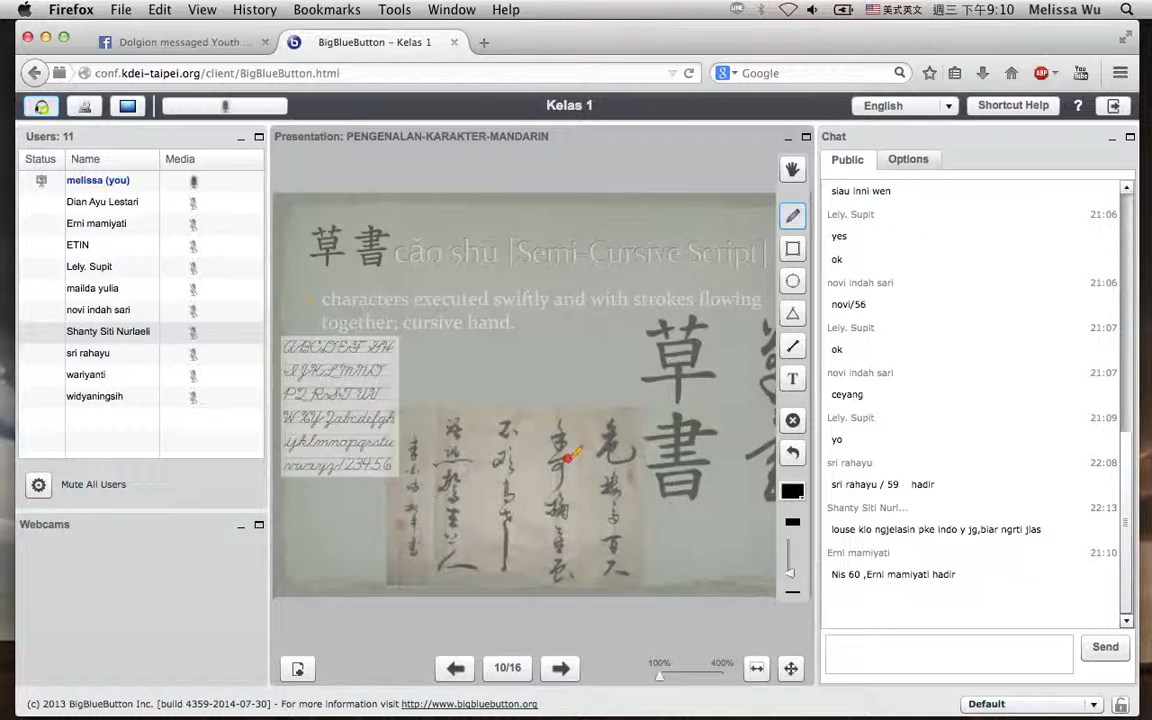 Firefox File Edit View History Bookmarks Tools Window Help
美式英文 週三下午9:10 Melissa Wu
Dolgion messaged Youth ...
BigBlueButton – Kelas 1
conf.kdei-taipei.org/client/BigBlueButton.html
Google
ABP
You Tube
Kelas 1
English
Shortcut Help
?
Users: 11
Status Name Media
melissa (you)
Dian Ayu Lestari
Erni mamiyati
ETIN
Lely. Supit
mailda yulia
novi indah sari
Shanty Siti Nurlaeli
sri rahayu
wariyanti
widyaningsih
Mute All Users
Webcams
Presentation: PENGENALAN-KARAKTER-MANDARIN
草書 cǎo shū [Semi-Cursive Script]
characters executed swiftly and with strokes flowing
together; cursive hand.
草
書
T
10/16
100% 400%
Chat
Public Options
siau inni wen
Lely. Supit 21:06
yes
ok
novi indah sari 21:06
novi/56
Lely. Supit 21:07
ok
novi indah sari 21:07
ceyang
Lely. Supit 21:09
yo
sri rahayu 22:08
sri rahayu / 59 hadir
Shanty Siti Nurl... 22:13
louse klo ngjelasin pke indo y jg,biar ngrti jlas
Erni mamiyati 21:10
Nis 60 ,Erni mamiyati hadir
Send
(c) 2013 BigBlueButton Inc. [build 4359-2014-07-30] - For more information visit http://www.bigbluebutton.org
Default